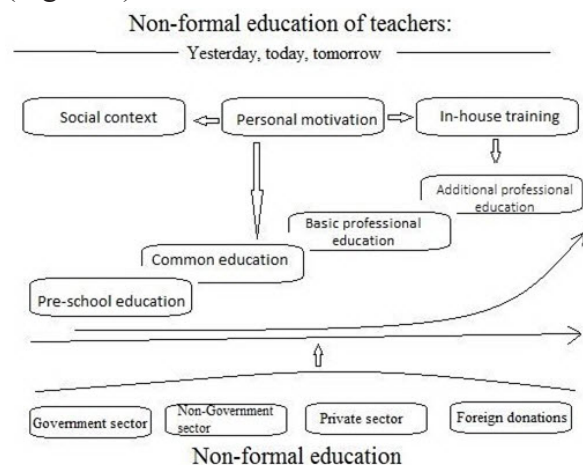 Non-formal education of teachers:
Yesterday, today, tomorrow
Social context
Personal motivation
In-house training
Additional professional
education
Basic professional
education
Common education
Pre-school education
Government sector
Non-Government
sector
Private sector
Foreign donations
Non-formal education